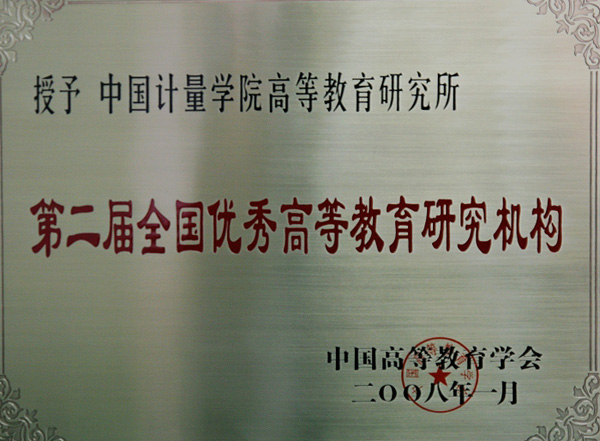 授予 中国计量学院高等教育研究所
第二届全国优秀高等教育研究机构
中国高等教育学会
二〇〇八年一月